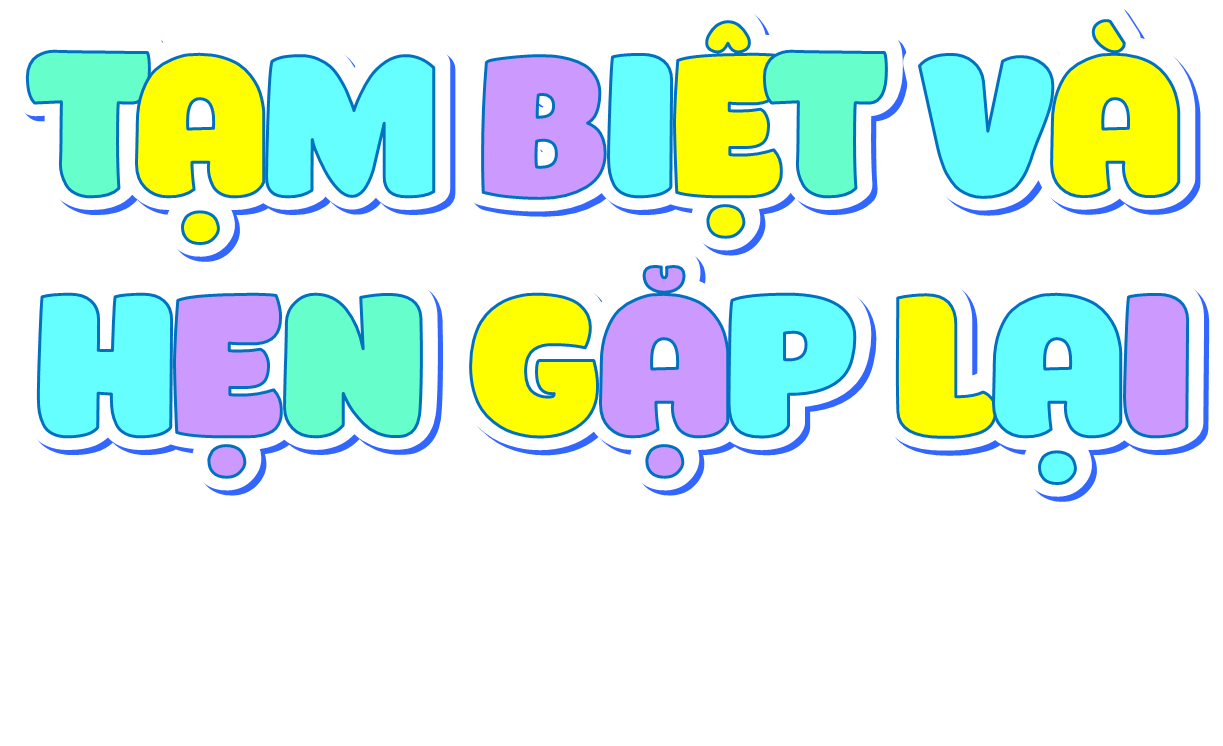 TẠM BIỆT VÀ
HẸN GẶP LẠI